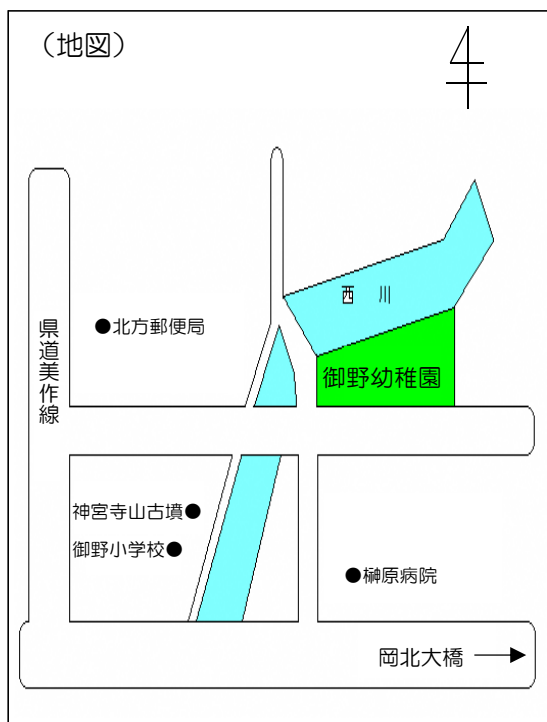 (地図)
西川
●北方郵便局
県道美作線
御野幼稚園
神宮寺山古墳●
御野小学校●
●榊原病院
岡北大橋→